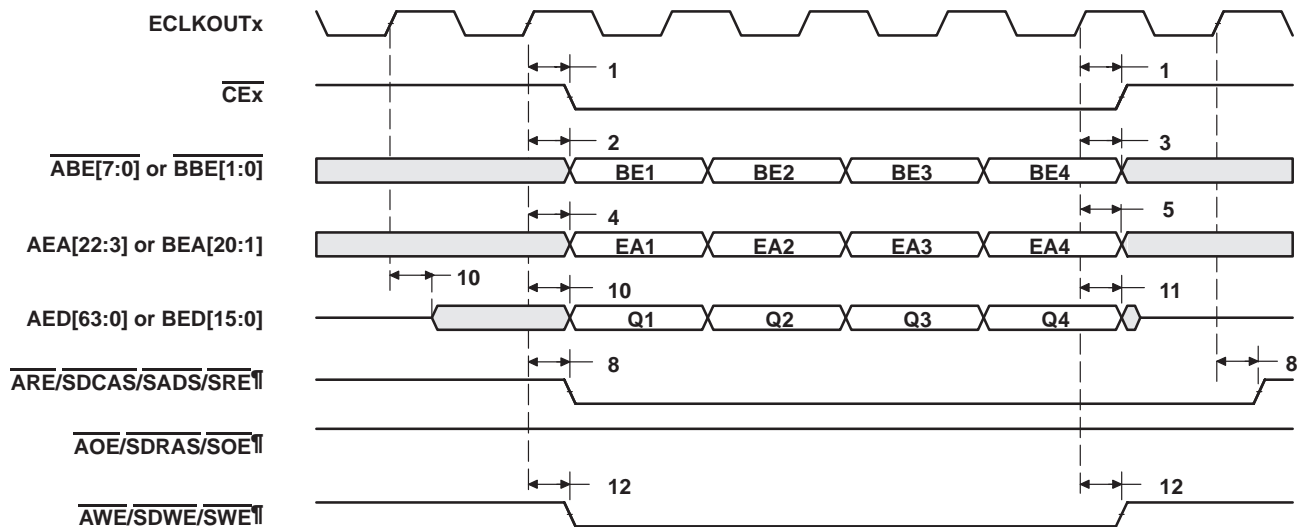 ECLKOUTx
1 1
CEx
2 3
ABE[7:0] or BBE[1:0]
BE1 BE2 BE3 BE4
4 5
AEA[22:3] or BEA[20:1]
EA1 EA2 EA3 EA4
10 10 11
AED[63:0] or BED[15:0]
Q1 Q2 Q3 Q4
8 8
ARE/SDCAS/SADS/SRE¶
AOE/SDRAS/SOE¶
12 12
AWE/SDWE/SWE¶